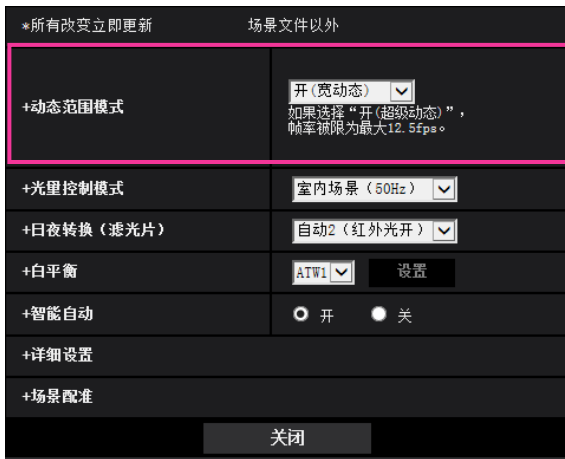 *所有改变立即更新 场景文件以外
+动态范围模式
开(宽动态)
如果选择“开(超级动态)”,
帧率被限为最大12.5fps。
+光里控制模式 室内场景（50Hz）
+日夜转换（滤光片） 自动2（红外光开）
+白平衡 ATW1 设置
+智能自动 开 关
+详细设置
+场景配准
关闭